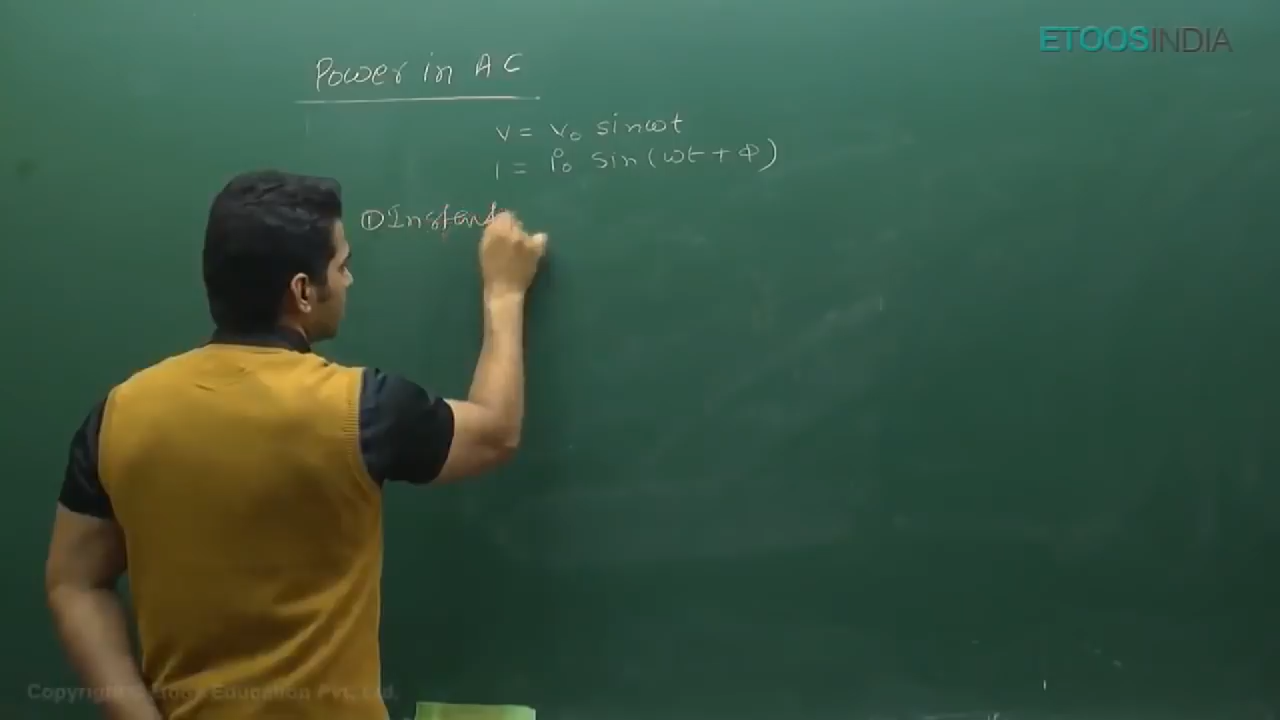 ETOOSINDIA
Power in AC
V = V₀ sinωt
i = i₀ sin(ωt + Φ)
① Instant
Copyright © Etoos Education Pvt. Ltd.